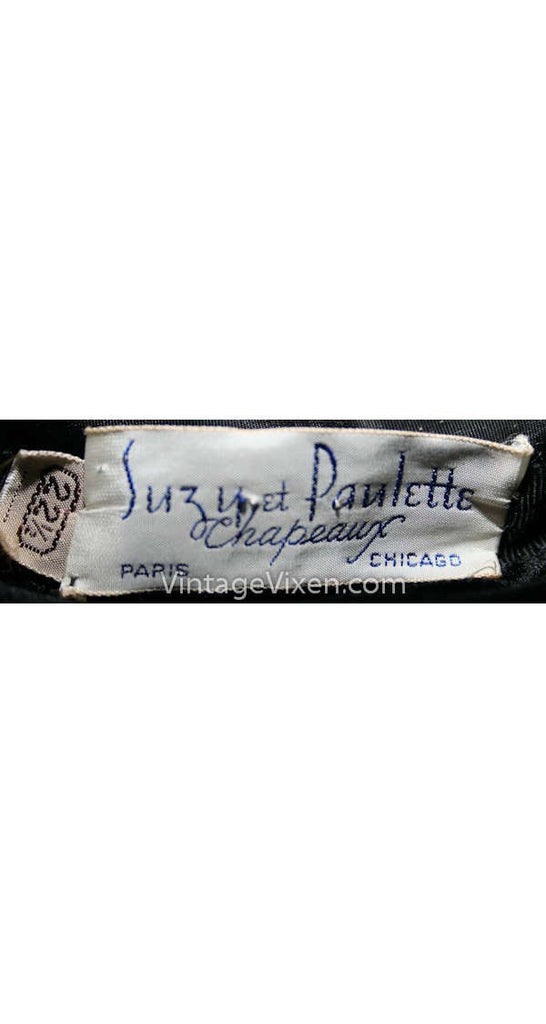 Suzy et Paulette
Chapeaux
PARIS CHICAGO
22½
VintageVixen.com